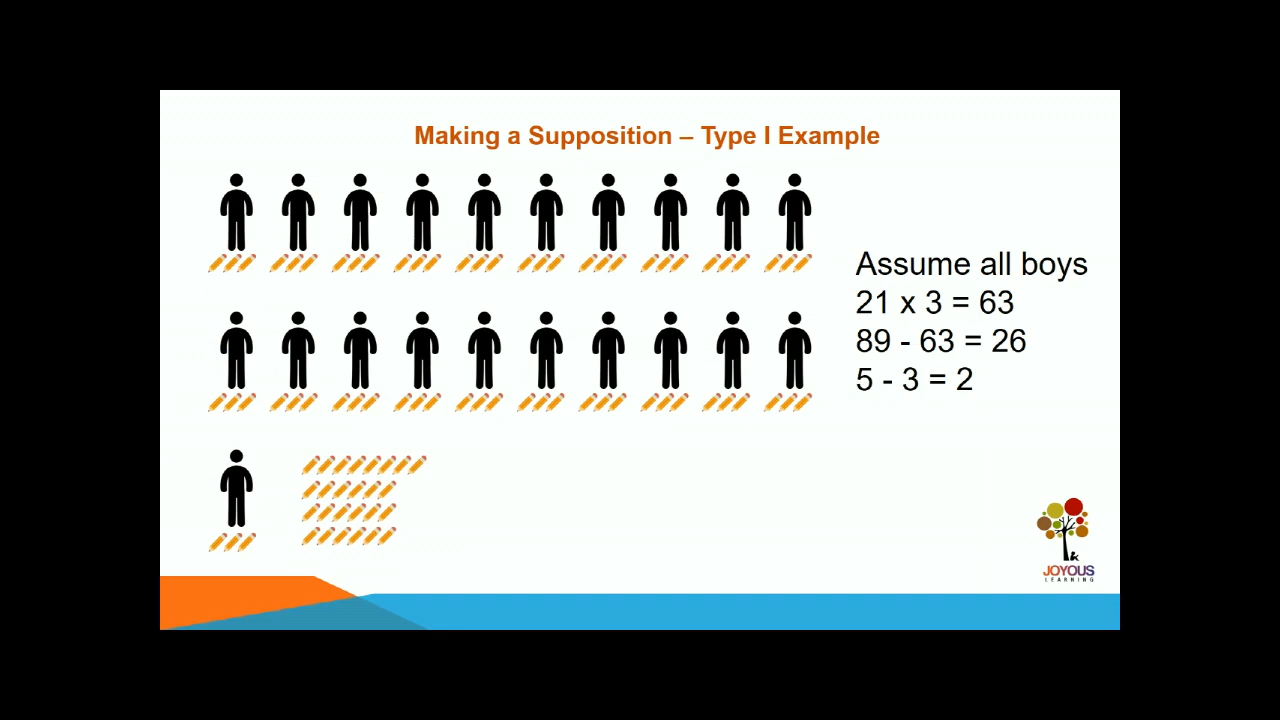 Making a Supposition – Type I Example
Assume all boys
21 x 3 = 63
89 - 63 = 26
5 - 3 = 2
JOYOUS
LEARNING